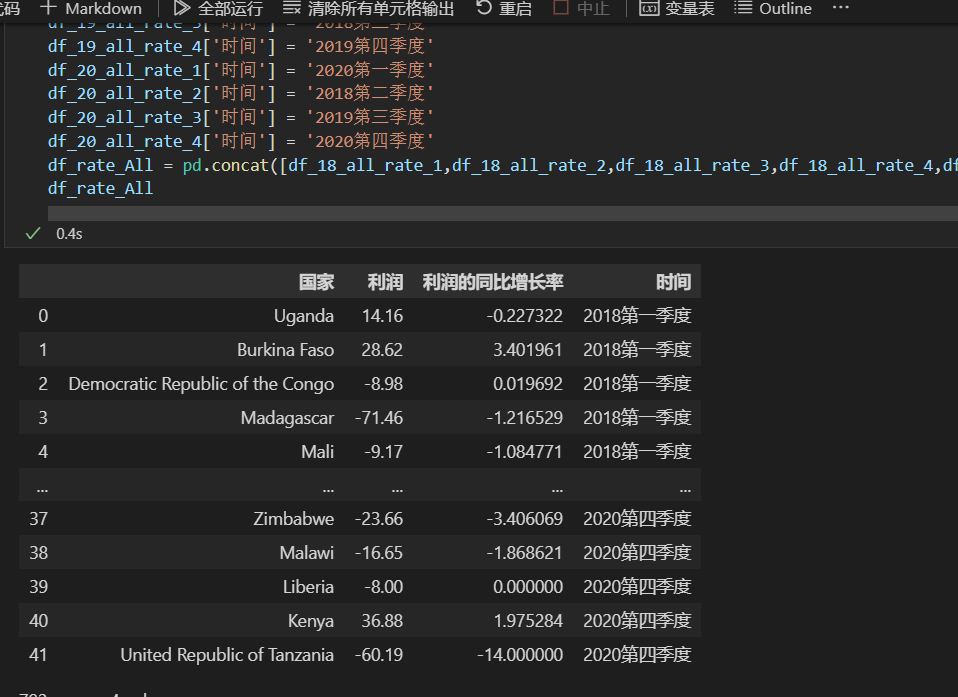 代码 + Markdown 全部运行 清除所有单元格输出 重启 中止 变量表 Outline ...
df_19_all_rate_3['时间'] = '2019第三季度'
df_19_all_rate_4['时间'] = '2019第四季度'
df_20_all_rate_1['时间'] = '2020第一季度'
df_20_all_rate_2['时间'] = '2018第二季度'
df_20_all_rate_3['时间'] = '2019第三季度'
df_20_all_rate_4['时间'] = '2020第四季度'
df_rate_All = pd.concat([df_18_all_rate_1,df_18_all_rate_2,df_18_all_rate_3,df_18_all_rate_4,df
df_rate_All
0.4s
国家 利润 利润的同比增长率 时间
0 Uganda 14.16 -0.227322 2018第一季度
1 Burkina Faso 28.62 3.401961 2018第一季度
2 Democratic Republic of the Congo -8.98 0.019692 2018第一季度
3 Madagascar -71.46 -1.216529 2018第一季度
4 Mali -9.17 -1.084771 2018第一季度
... ... ... ... ...
37 Zimbabwe -23.66 -3.406069 2020第四季度
38 Malawi -16.65 -1.868621 2020第四季度
39 Liberia -8.00 0.000000 2020第四季度
40 Kenya 36.88 1.975284 2020第四季度
41 United Republic of Tanzania -60.19 -14.000000 2020第四季度